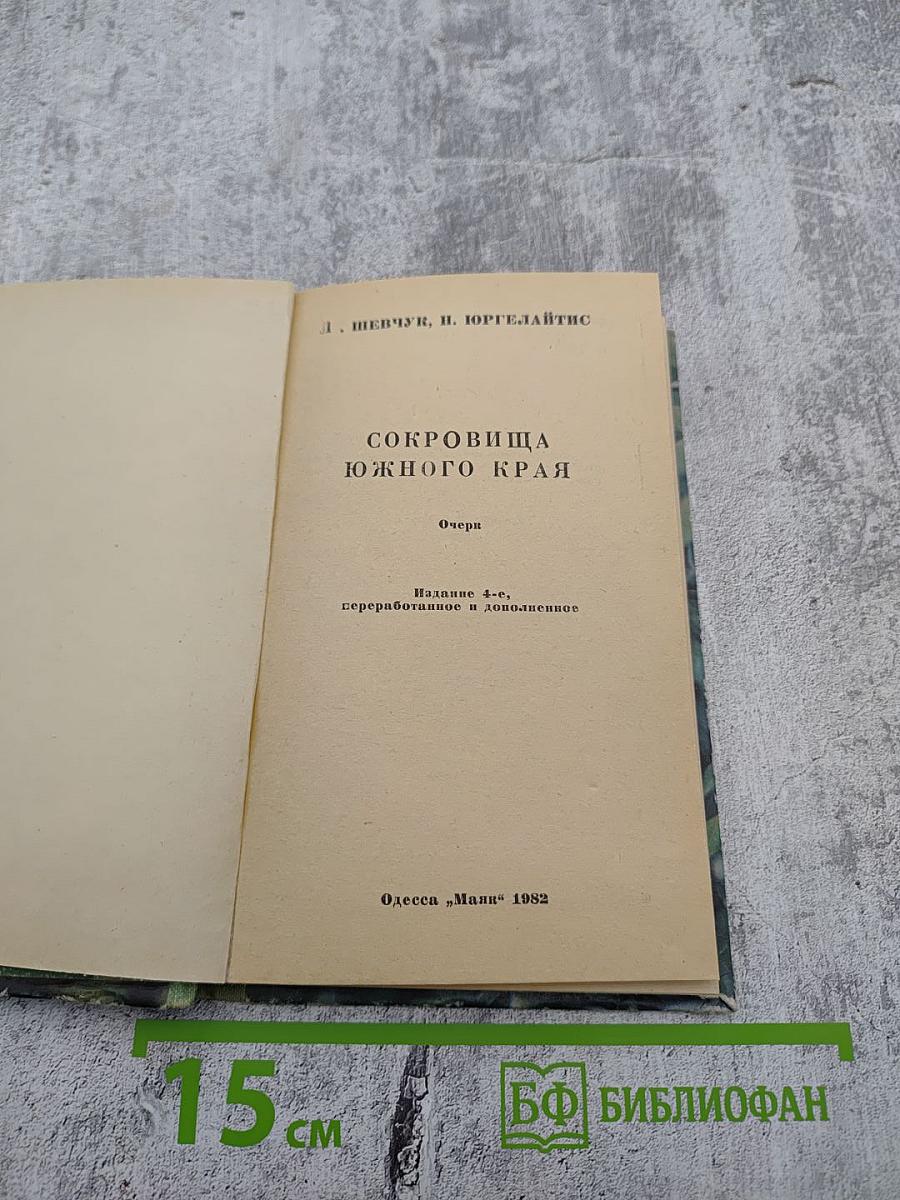 Л. ШЕВЧУК, Н. ЮРГЕЛАЙТИС
СОКРОВИЩА
ЮЖНОГО КРАЯ
Очерк
Издание 4-е,
переработанное и дополненное
Одесса „Маяк“ 1982
15 см
БФ БИБЛИОФАН